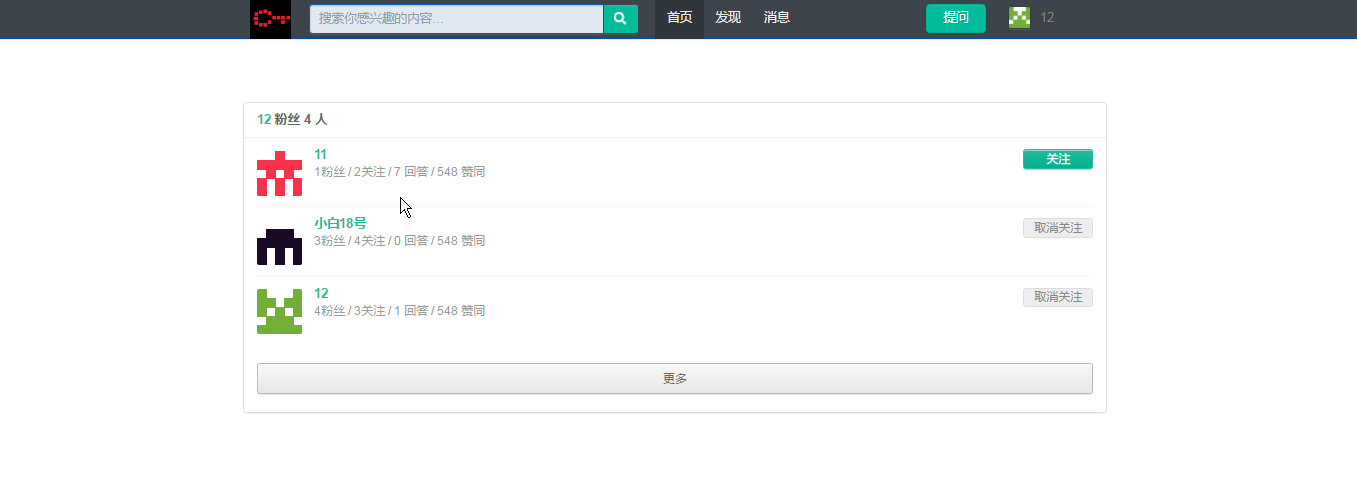 搜索你感兴趣的内容... 首页 发现 消息 提问 12
12 粉丝 4 人
11 关注
1粉丝 / 2关注 / 7 回答 / 548 赞同
小白18号 取消关注
3粉丝 / 4关注 / 0 回答 / 548 赞同
12 取消关注
4粉丝 / 3关注 / 1 回答 / 548 赞同
更多